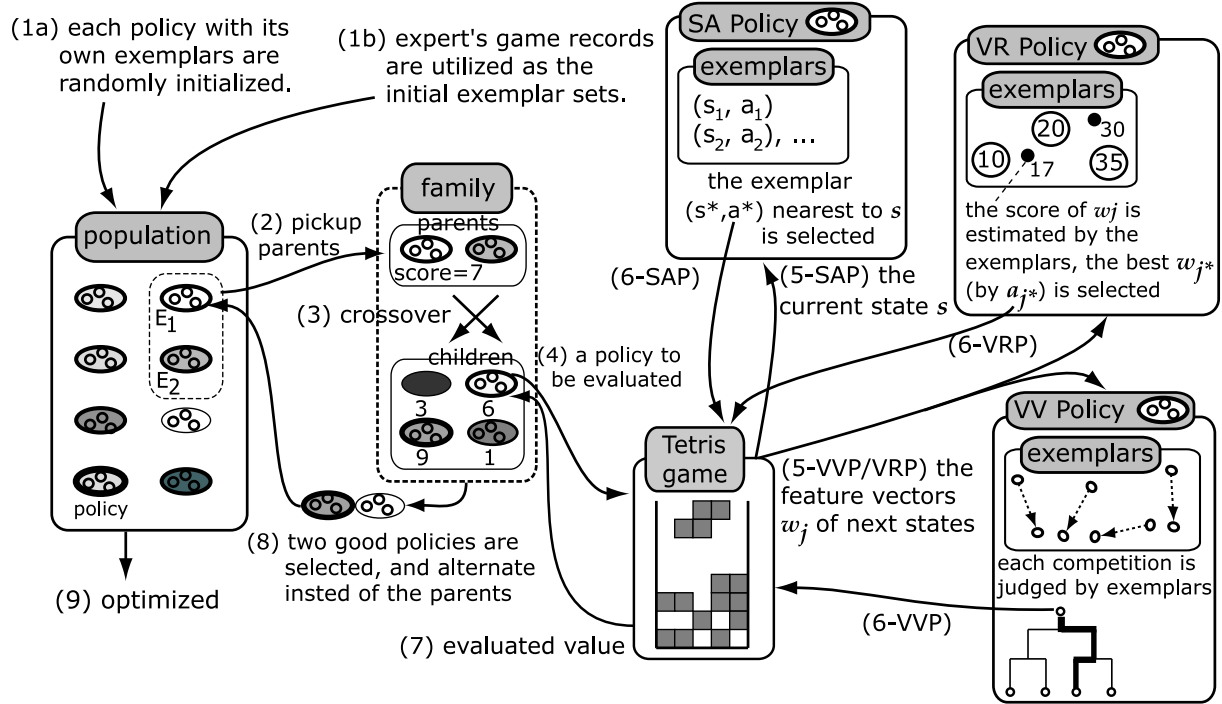 (1a) each policy with its
own exemplars are
randomly initialized.
(1b) expert's game records
are utilized as the
initial exemplar sets.
population
E1
E2
policy
(9) optimized
(2) pickup
parents
family
parents
score=7
(3) crossover
children
3
6
9
1
(4) a policy to
be evaluated
(8) two good policies are
selected, and alternate
insted of the parents
(7) evaluated value
SA Policy
exemplars
(s1, a1)
(s2, a2), ...
the exemplar
(s*,a*) nearest to s
is selected
(6-SAP)
(5-SAP) the
current state s
VR Policy
exemplars
20
30
10
17
35
the score of wj is
estimated by the
exemplars, the best wj*
(by aj*) is selected
(6-VRP)
Tetris
game
(5-VVP/VRP) the
feature vectors
wj of next states
VV Policy
exemplars
each competition is
judged by exemplars
(6-VVP)